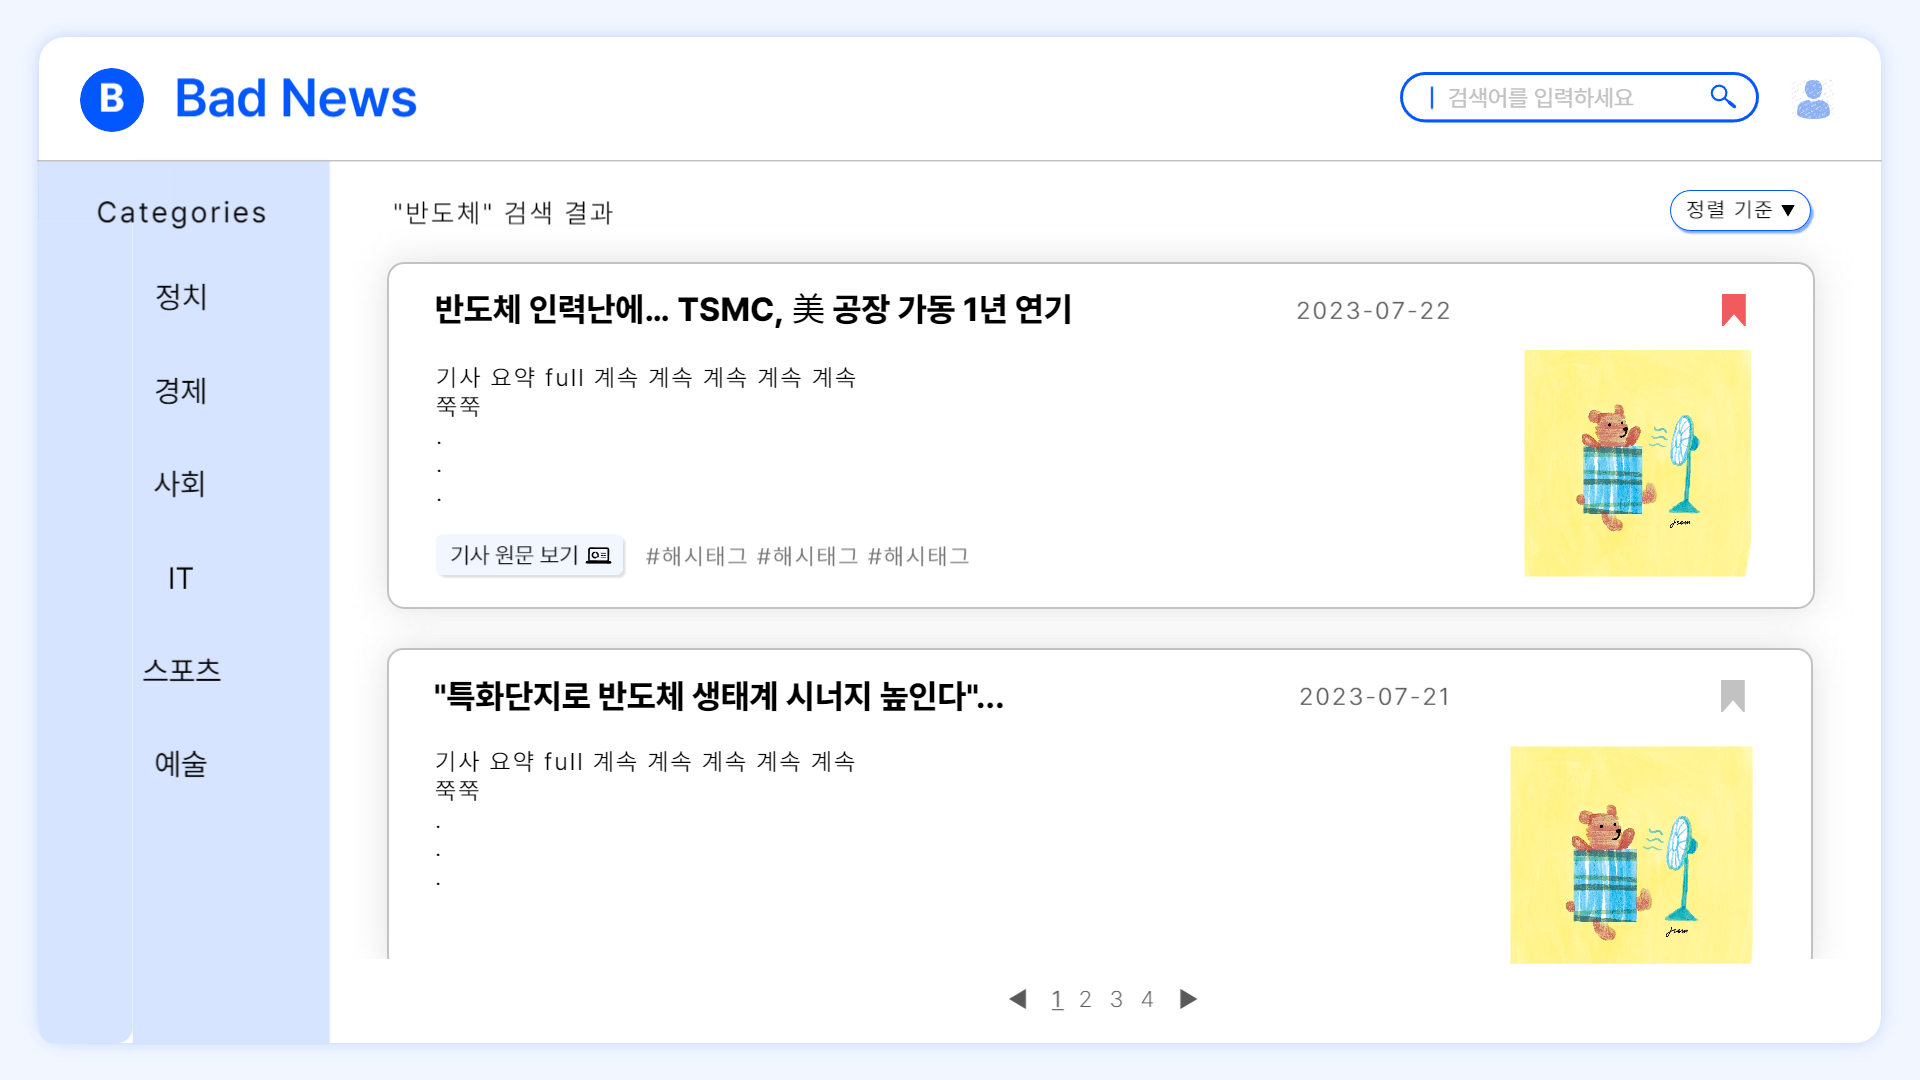 B Bad News
검색어를 입력하세요
Categories
정치
경제
사회
IT
스포츠
예술
"반도체" 검색 결과
정렬 기준 ▼
반도체 인력난에... TSMC, 美 공장 가동 1년 연기
2023-07-22
기사 요약 full 계속 계속 계속 계속 계속
쭉쭉
.
.
.
기사 원문 보기
#해시태그 #해시태그 #해시태그
"특화단지로 반도체 생태계 시너지 높인다"...
2023-07-21
기사 요약 full 계속 계속 계속 계속 계속
쭉쭉
.
.
.
◀ 1 2 3 4 ▶